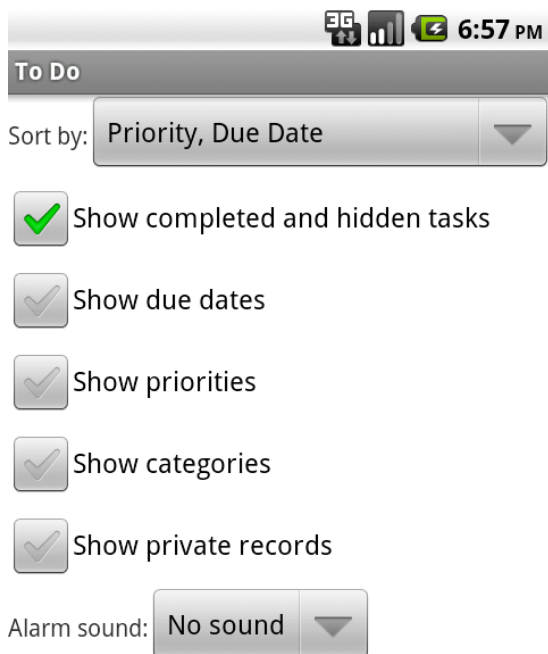 3G 6:57 PM
To Do
Sort by: Priority, Due Date
Show completed and hidden tasks
Show due dates
Show priorities
Show categories
Show private records
Alarm sound: No sound